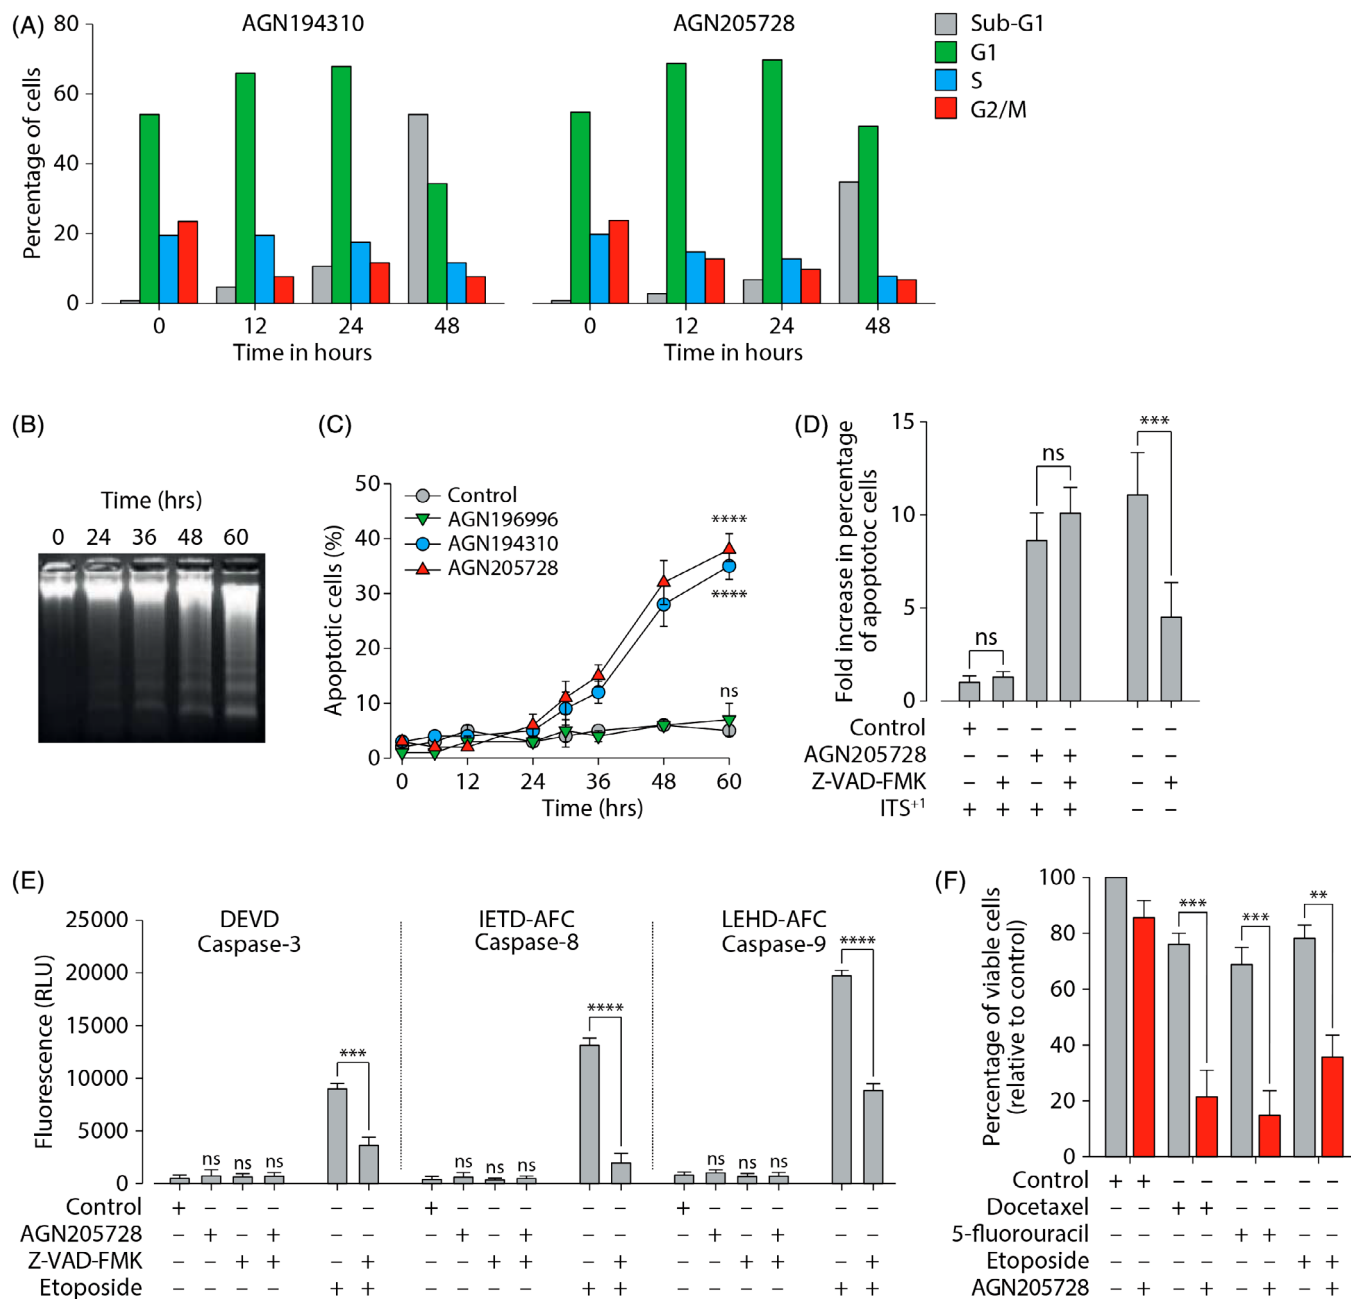 (A)
AGN194310
AGN205728
Sub-G1
G1
S
G2/M
Percentage of cells
80
60
40
20
0
0 12 24 48
Time in hours
0 12 24 48
Time in hours
(B)
Time (hrs)
0 24 36 48 60
(C)
Apoptotic cells (%)
50
40
30
20
10
0
Control
AGN196996
AGN194310
AGN205728
****
****
ns
0 12 24 36 48 60
Time (hrs)
(D)
Fold increase in percentage
of apoptotoc cells
15
10
5
0
ns
ns
***
Control + – – – – –
AGN205728 – – + + – –
Z-VAD-FMK – + – + – +
ITS+1 + + + + – –
(E)
Fluorescence (RLU)
25000
20000
15000
10000
5000
0
DEVD
Caspase-3
IETD-AFC
Caspase-8
LEHD-AFC
Caspase-9
ns ns ns ***
ns ns ns ****
ns ns ns ****
Control + – – – – – + – – – – – + – – – – –
AGN205728 – + – + – – – + – + – – – + – + – –
Z-VAD-FMK – – + + – + – – + + – + – – + + – +
Etoposide – – – – + + – – – – + + – – – – + +
(F)
Percentage of viable cells
(relative to control)
100
80
60
40
20
0
***
***
**
Control + + – – – – – –
Docetaxel – – + + – – – –
5-fluorouracil – – – – + + – –
Etoposide – – – – – – + +
AGN205728 – + – + – + – +